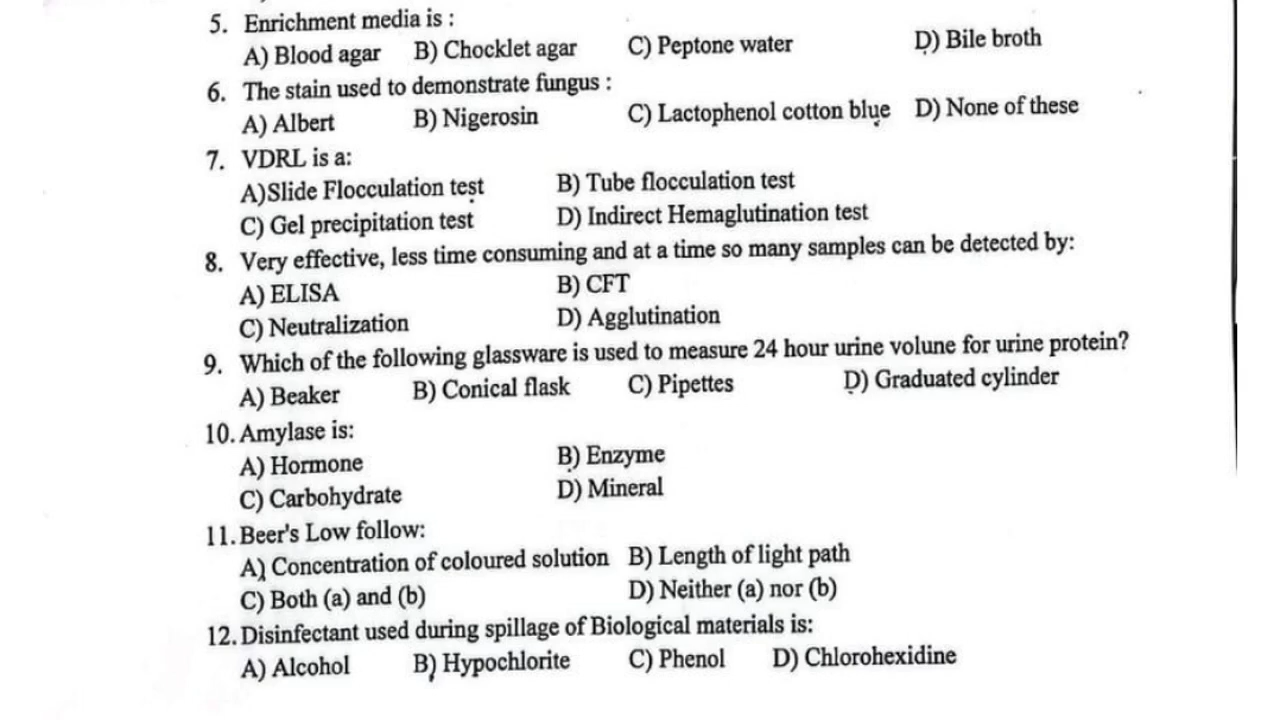 5. Enrichment media is :
A) Blood agar B) Chocklet agar C) Peptone water D) Bile broth
6. The stain used to demonstrate fungus :
A) Albert B) Nigerosin C) Lactophenol cotton blue D) None of these
7. VDRL is a:
A)Slide Flocculation test B) Tube flocculation test
C) Gel precipitation test D) Indirect Hemaglutination test
8. Very effective, less time consuming and at a time so many samples can be detected by:
A) ELISA B) CFT
C) Neutralization D) Agglutination
9. Which of the following glassware is used to measure 24 hour urine volune for urine protein?
A) Beaker B) Conical flask C) Pipettes D) Graduated cylinder
10. Amylase is:
A) Hormone B) Enzyme
C) Carbohydrate D) Mineral
11. Beer's Low follow:
A) Concentration of coloured solution B) Length of light path
C) Both (a) and (b) D) Neither (a) nor (b)
12. Disinfectant used during spillage of Biological materials is:
A) Alcohol B) Hypochlorite C) Phenol D) Chlorohexidine